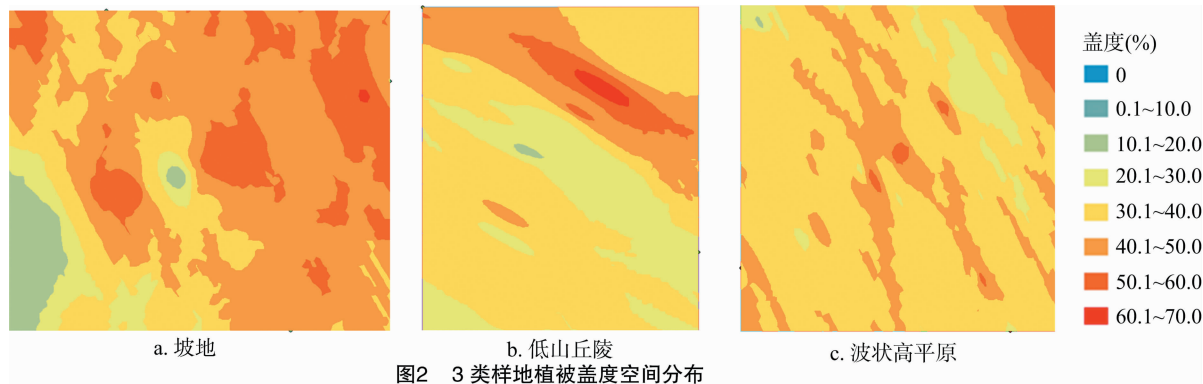 盖度(%)
0
0.1~10.0
10.1~20.0
20.1~30.0
30.1~40.0
40.1~50.0
50.1~60.0
60.1~70.0
a. 坡地
b. 低山丘陵
c. 波状高平原
图2 3 类样地植被盖度空间分布